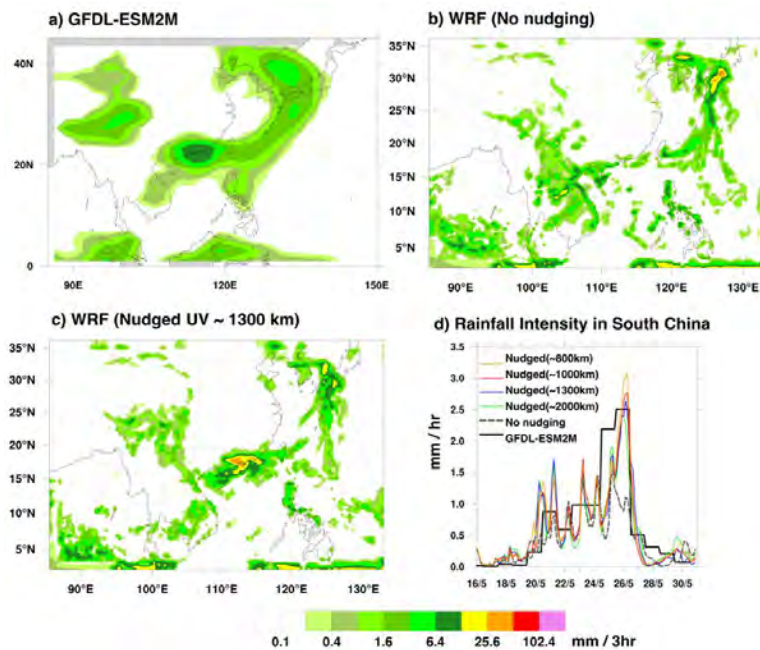 a) GFDL-ESM2M
40N
20N
0
90E 120E 150E
b) WRF (No nudging)
35°N
30°N
25°N
20°N
15°N
10°N
5°N
90°E 100°E 110°E 120°E 130°E
c) WRF (Nudged UV ~ 1300 km)
35°N
30°N
25°N
20°N
15°N
10°N
5°N
90°E 100°E 110°E 120°E 130°E
d) Rainfall Intensity in South China
3.5
3.0
2.5
2.0
1.5
1.0
0.5
0.0
mm / hr
Nudged(~800km)
Nudged(~1000km)
Nudged(~1300km)
Nudged(~2000km)
No nudging
GFDL-ESM2M
16/5 18/5 20/5 22/5 24/5 26/5 28/5 30/5
0.1 0.4 1.6 6.4 25.6 102.4 mm / 3hr